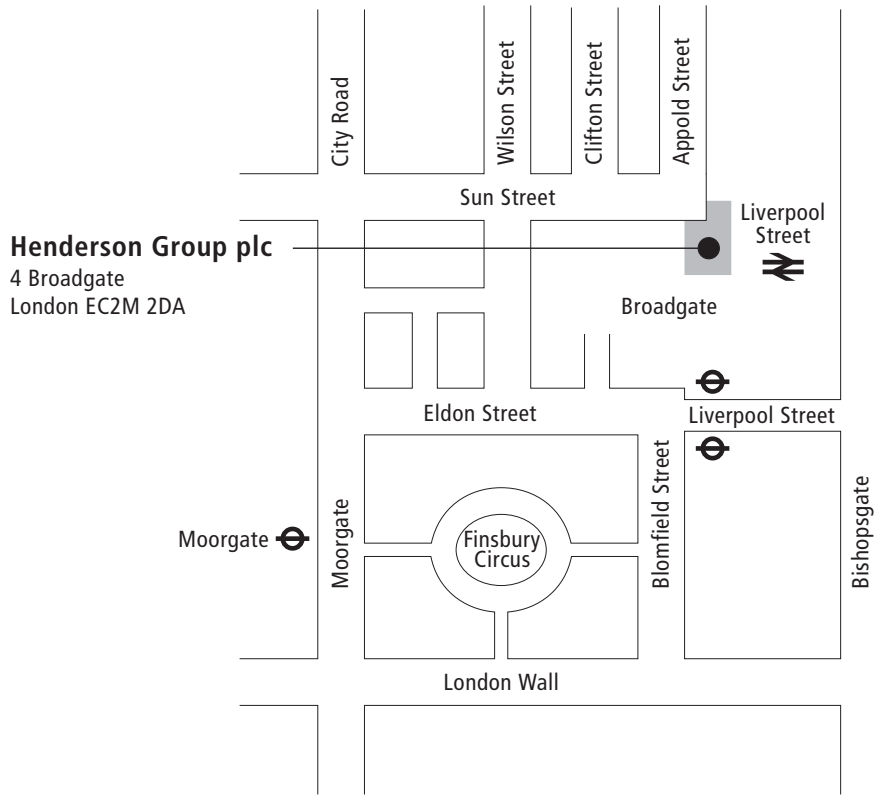 City Road
Wilson Street
Clifton Street
Appold Street
Sun Street
Liverpool
Street
Henderson Group plc
4 Broadgate
London EC2M 2DA
Broadgate
Eldon Street
Liverpool Street
Moorgate
Moorgate
Finsbury
Circus
Blomfield Street
Bishopsgate
London Wall